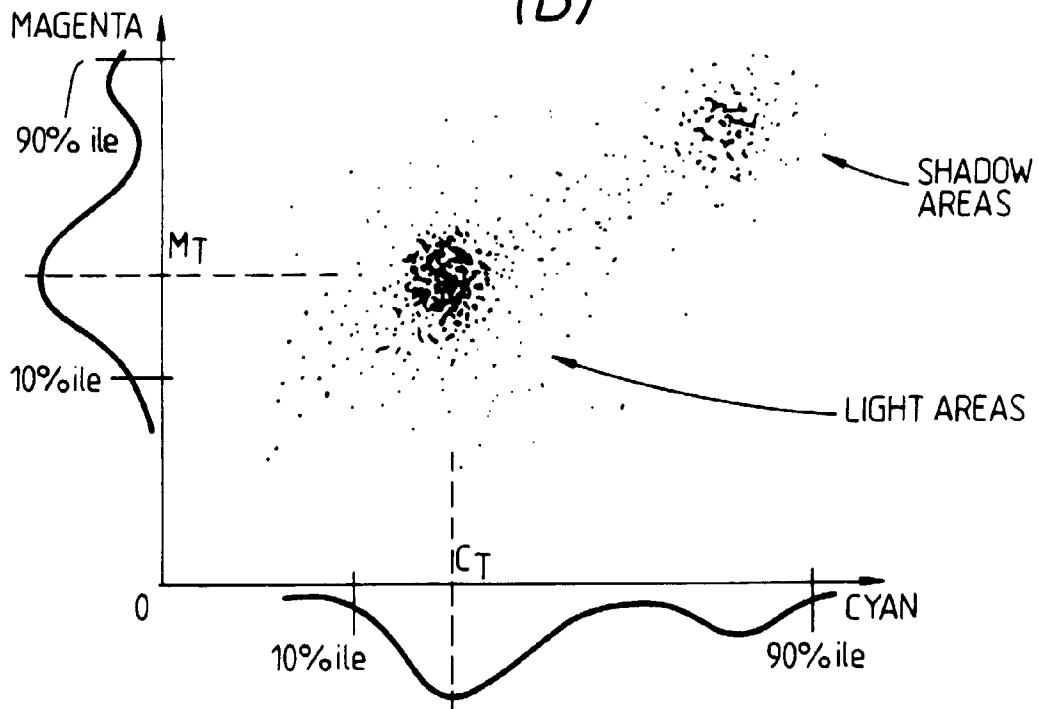 (B)
MAGENTA
90% ile
SHADOW
AREAS
MT
10% ile
LIGHT AREAS
CT
0
CYAN
10% ile
90% ile